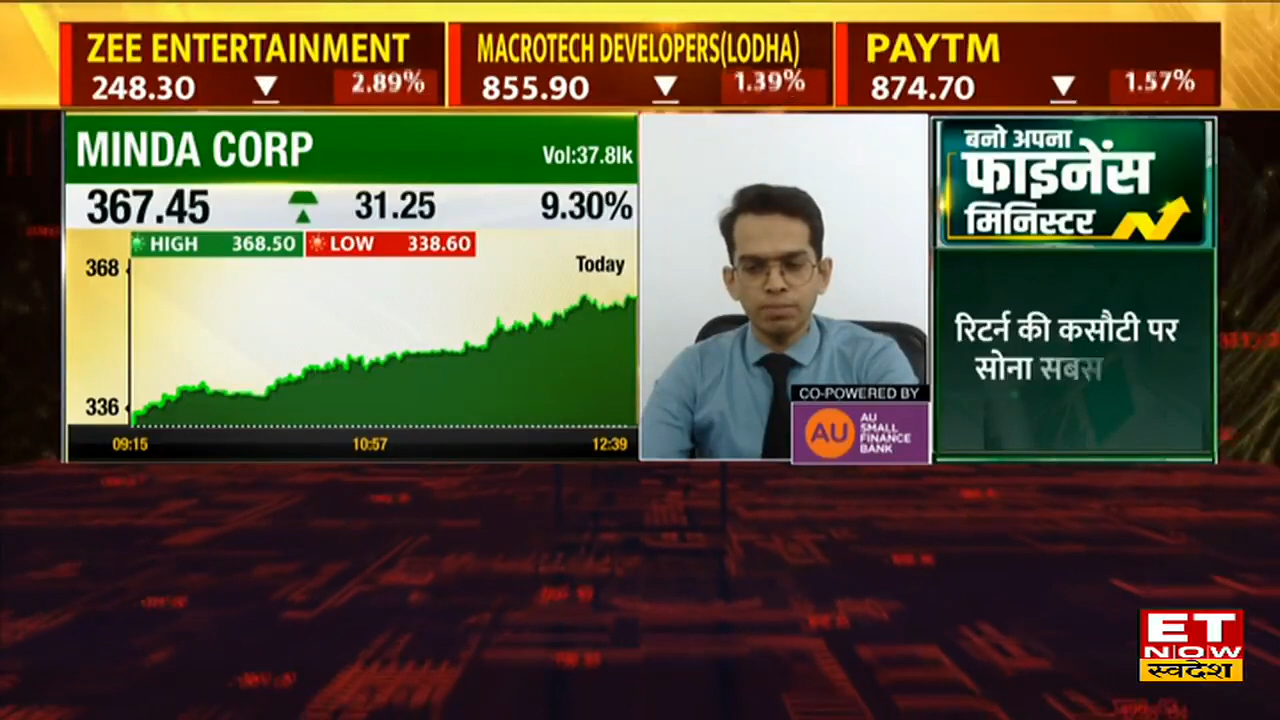 ZEE ENTERTAINMENT
248.30 ▼ 2.89%
MACROTECH DEVELOPERS(LODHA)
855.90 ▼ 1.39%
PAYTM
874.70 ▼ 1.57%
MINDA CORP
Vol:37.8lk
367.45 31.25 9.30%
HIGH 368.50 LOW 338.60
368
Today
336
09:15 10:57 12:39
CO-POWERED BY
AU
AU
SMALL
FINANCE
BANK
बनो अपना
फाइनेंस
मिनिस्टर
रिटर्न की कसौटी पर
सोना सबस
ET
NOW
स्वदेश